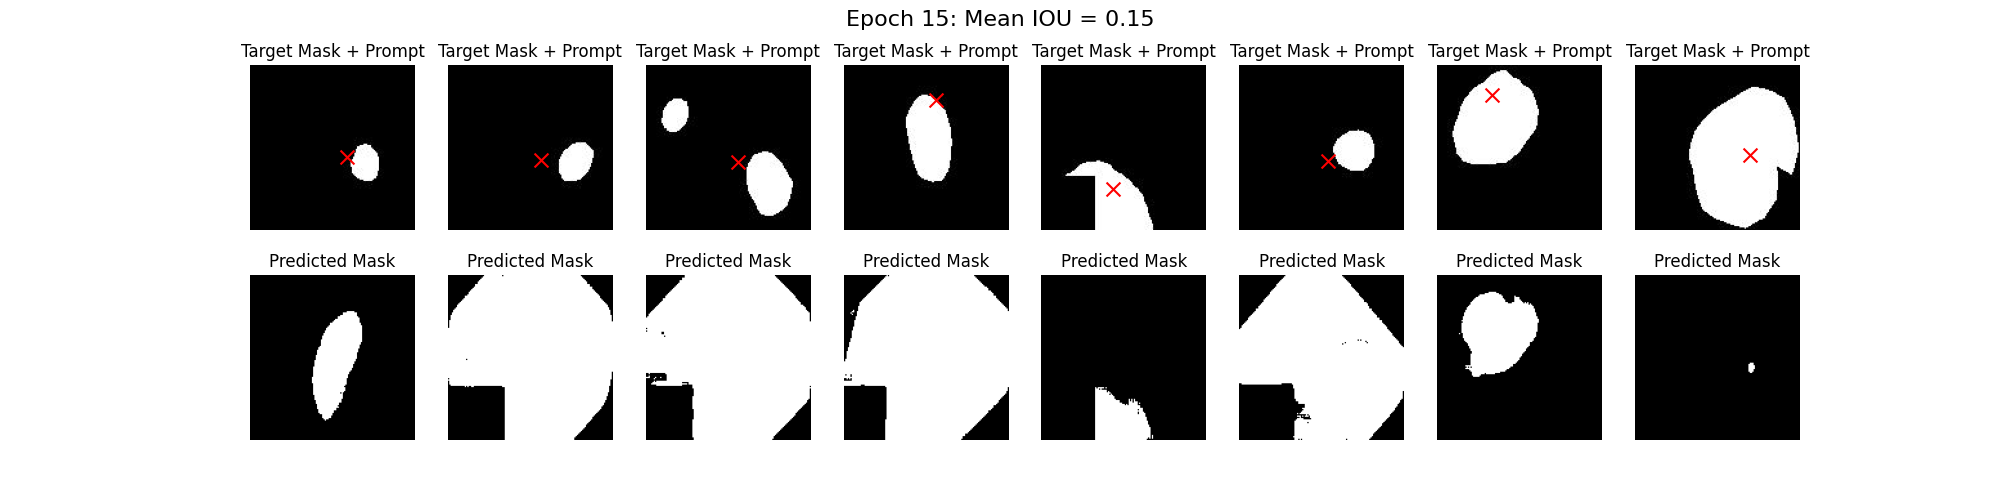 Epoch 15: Mean IOU = 0.15
Target Mask + Prompt Target Mask + Prompt Target Mask + Prompt Target Mask + Prompt Target Mask + Prompt Target Mask + Prompt Target Mask + Prompt Target Mask + Prompt
Predicted Mask Predicted Mask Predicted Mask Predicted Mask Predicted Mask Predicted Mask Predicted Mask Predicted Mask